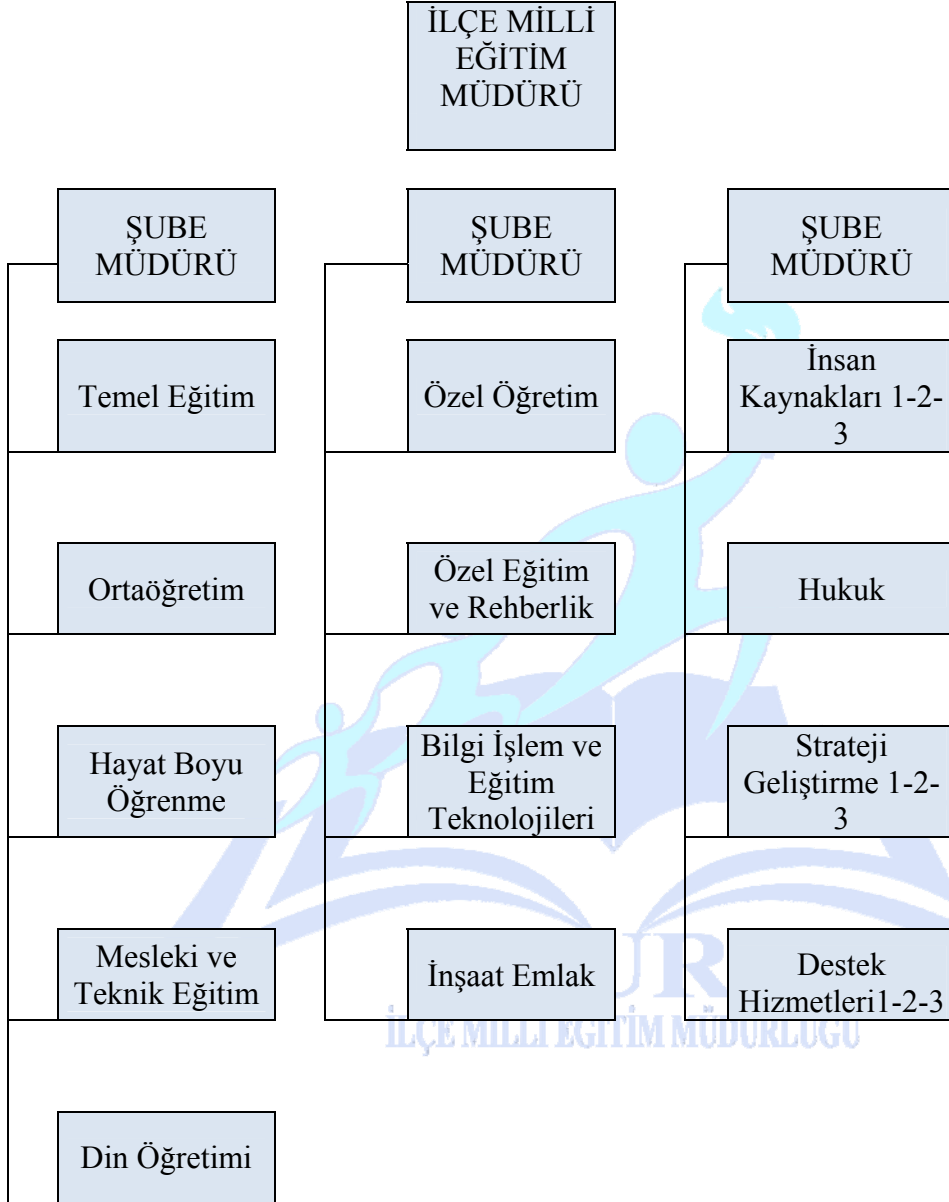 İLÇE MİLLİ
EĞİTİM
MÜDÜRÜ
ŞUBE
MÜDÜRÜ
ŞUBE
MÜDÜRÜ
ŞUBE
MÜDÜRÜ
Temel Eğitim
Özel Öğretim
İnsan
Kaynakları 1-2-
3
Ortaöğretim
Özel Eğitim
ve Rehberlik
Hukuk
Hayat Boyu
Öğrenme
Bilgi İşlem ve
Eğitim
Teknolojileri
Strateji
Geliştirme 1-2-
3
Mesleki ve
Teknik Eğitim
İnşaat Emlak
Destek
Hizmetleri1-2-3
İLÇE MİLLİ EĞİTİM MÜDÜRLÜĞÜ
Din Öğretimi